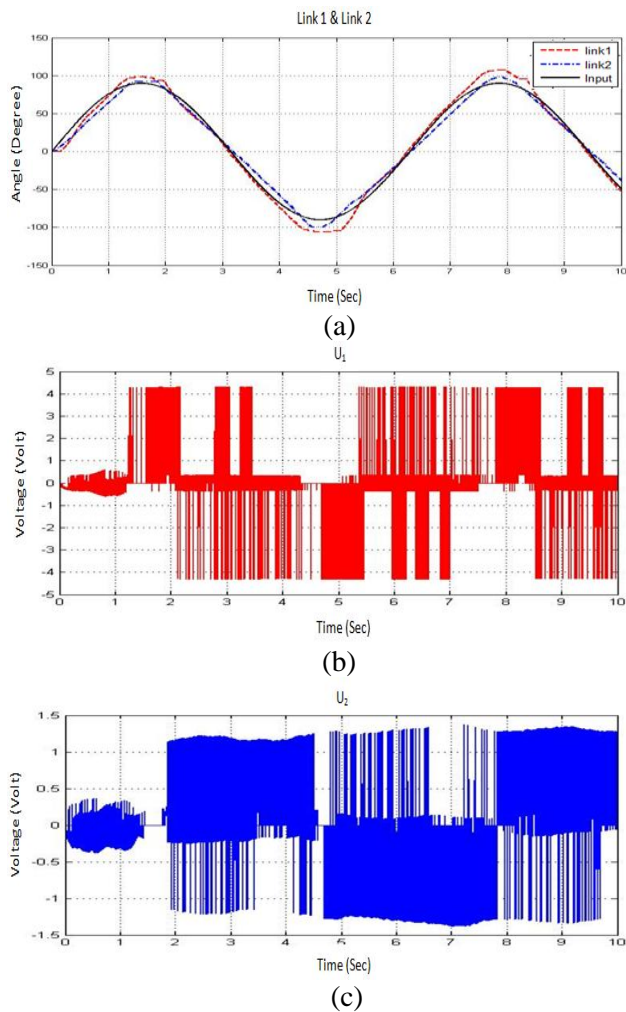 Link 1 & Link 2
150
100
50
0
-50
-100
-150
Angle (Degree)
link1
link2
Input
0 1 2 3 4 5 6 7 8 9 10
Time (Sec)
(a)
U1
5
4
3
2
1
0
-1
-2
-3
-4
-5
Voltage (Volt)
0 1 2 3 4 5 6 7 8 9 10
Time (Sec)
(b)
U2
1.5
1
0.5
0
-0.5
-1
-1.5
Voltage (Volt)
0 1 2 3 4 5 6 7 8 9 10
Time (Sec)
(c)